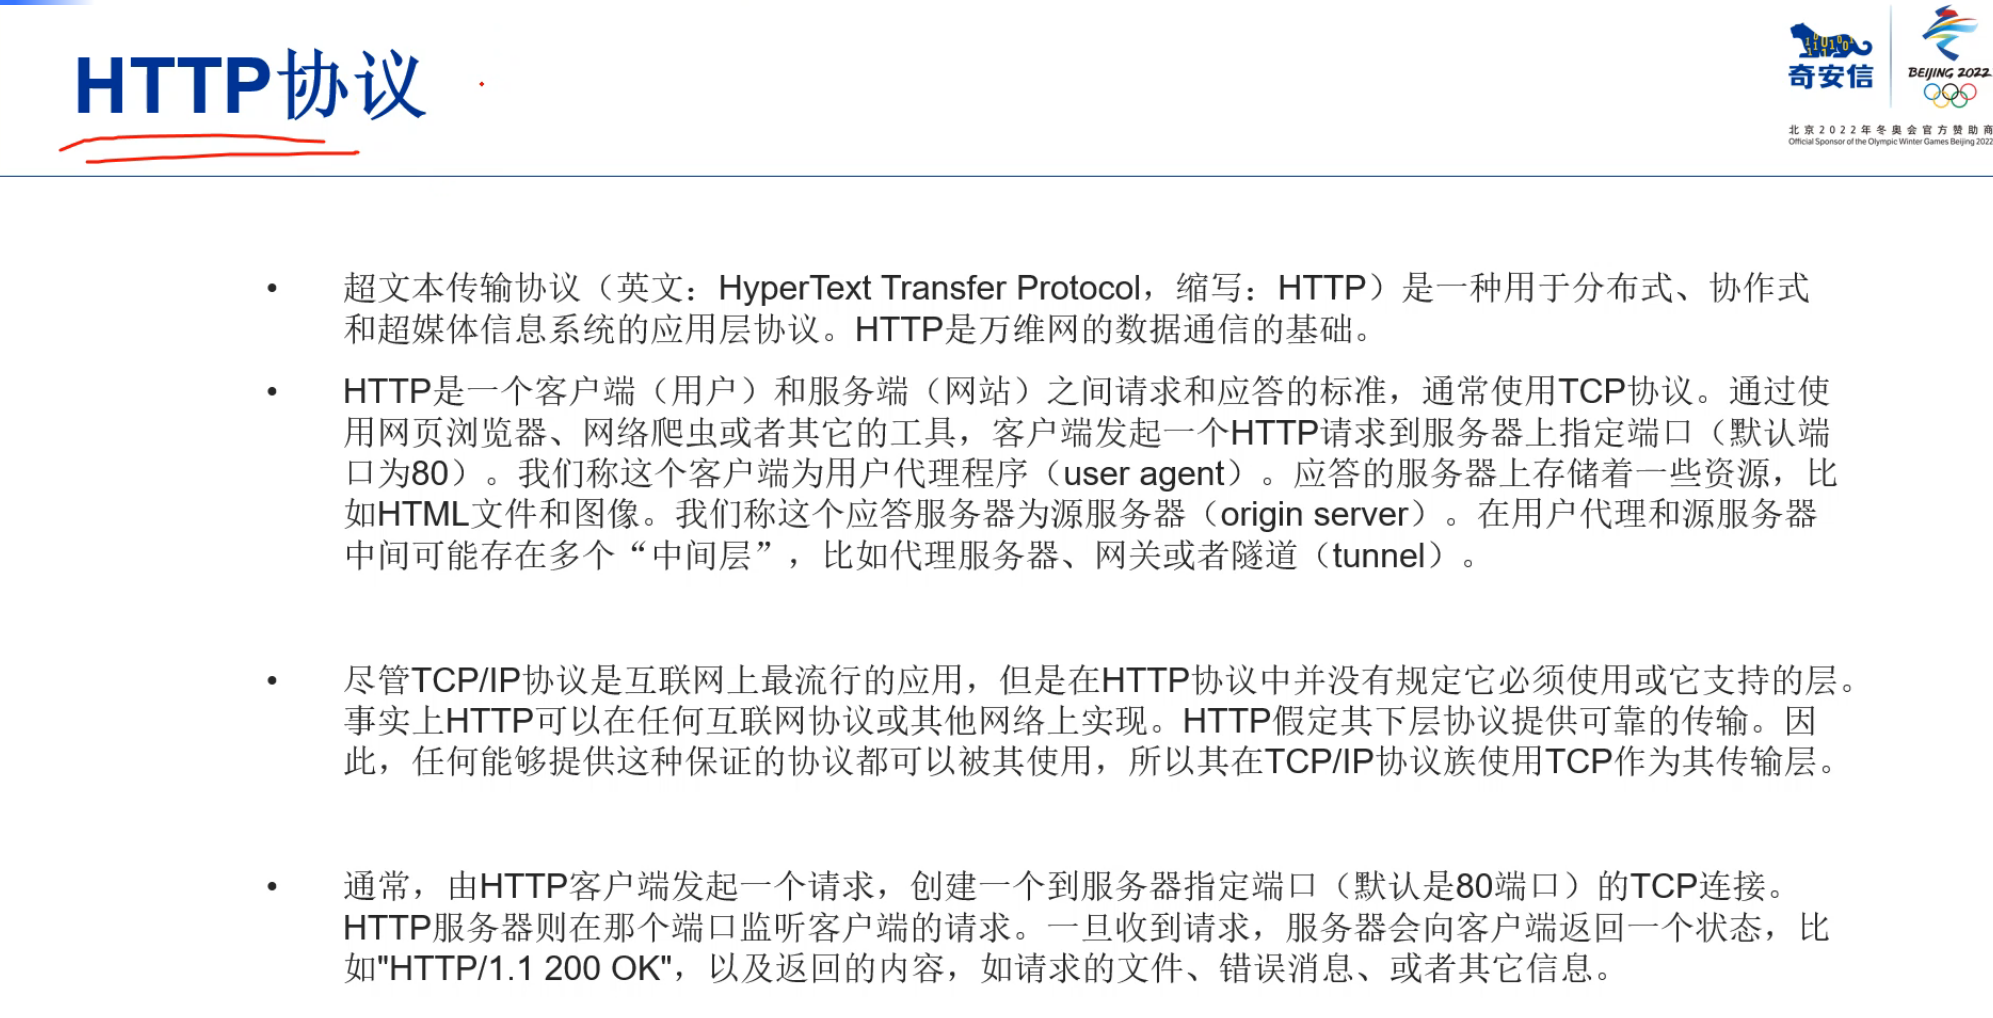 HTTP协议
奇安信
BEIJING 2022
北京2022年冬奥会官方赞助商
Official Sponsor of the Olympic Winter Games Beijing 2022
• 超文本传输协议（英文：HyperText Transfer Protocol，缩写：HTTP）是一种用于分布式、协作式
和超媒体信息系统的应用层协议。HTTP是万维网的数据通信的基础。
• HTTP是一个客户端（用户）和服务端（网站）之间请求和应答的标准，通常使用TCP协议。通过使
用网页浏览器、网络爬虫或者其它的工具，客户端发起一个HTTP请求到服务器上指定端口（默认端
口为80）。我们称这个客户端为用户代理程序（user agent）。应答的服务器上存储着一些资源，比
如HTML文件和图像。我们称这个应答服务器为源服务器（origin server）。在用户代理和源服务器
中间可能存在多个“中间层”，比如代理服务器、网关或者隧道（tunnel）。
• 尽管TCP/IP协议是互联网上最流行的应用，但是在HTTP协议中并没有规定它必须使用或它支持的层。
事实上HTTP可以在任何互联网协议或其他网络上实现。HTTP假定其下层协议提供可靠的传输。因
此，任何能够提供这种保证的协议都可以被其使用，所以其在TCP/IP协议族使用TCP作为其传输层。
• 通常，由HTTP客户端发起一个请求，创建一个到服务器指定端口（默认是80端口）的TCP连接。
HTTP服务器则在那个端口监听客户端的请求。一旦收到请求，服务器会向客户端返回一个状态，比
如"HTTP/1.1 200 OK"，以及返回的内容，如请求的文件、错误消息、或者其它信息。